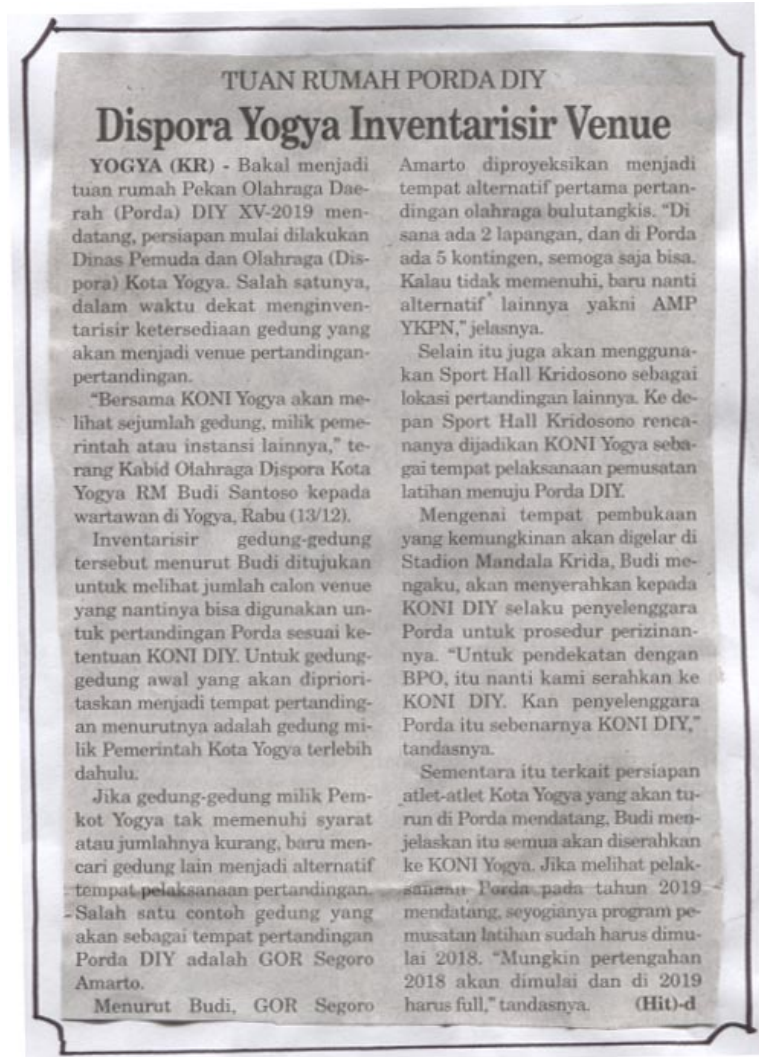 TUAN RUMAH PORDA DIY
Dispora Yogya Inventarisir Venue
YOGYA (KR) - Bakal menjadi
tuan rumah Pekan Olahraga Dae-
rah (Porda) DIY XV-2019 men-
datang, persiapan mulai dilakukan
Dinas Pemuda dan Olahraga (Dis-
pora) Kota Yogya. Salah satunya,
dalam waktu dekat menginven-
tarisir ketersediaan gedung yang
akan menjadi venue pertandingan-
pertandingan.
"Bersama KONI Yogya akan me-
lihat sejumlah gedung, milik peme-
rintah atau instansi lainnya," te-
rang Kabid Olahraga Dispora Kota
Yogya RM Budi Santoso kepada
wartawan di Yogya, Rabu (13/12).
Inventarisir gedung-gedung
tersebut menurut Budi ditujukan
untuk melihat jumlah calon venue
yang nantinya bisa digunakan un-
tuk pertandingan Porda sesuai ke-
tentuan KONI DIY. Untuk gedung-
gedung awal yang akan dipriori-
taskan menjadi tempat pertanding-
an menurutnya adalah gedung mi-
lik Pemerintah Kota Yogya terlebih
dahulu.
Jika gedung-gedung milik Pem-
kot Yogya tak memenuhi syarat
atau jumlahnya kurang, baru men-
cari gedung lain menjadi alternatif
tempat pelaksanaan pertandingan.
Salah satu contoh gedung yang
akan sebagai tempat pertandingan
Porda DIY adalah GOR Segoro
Amarto.
Menurut Budi, GOR Segoro
Amarto diproyeksikan menjadi
tempat alternatif pertama pertan-
dingan olahraga bulutangkis. "Di
sana ada 2 lapangan, dan di Porda
ada 5 kontingen, semoga saja bisa.
Kalau tidak memenuhi, baru nanti
alternatif lainnya yakni AMP
YKPN," jelasnya.
Selain itu juga akan mengguna-
kan Sport Hall Kridosono sebagai
lokasi pertandingan lainnya. Ke de-
pan Sport Hall Kridosono renca-
nanya dijadikan KONI Yogya seba-
gai tempat pelaksanaan pemusatan
latihan menuju Porda DIY.
Mengenai tempat pembukaan
yang kemungkinan akan digelar di
Stadion Mandala Krida, Budi me-
ngaku, akan menyerahkan kepada
KONI DIY selaku penyelenggara
Porda untuk prosedur perizinan-
nya. "Untuk pendekatan dengan
BPO, itu nanti kami serahkan ke
KONI DIY. Kan penyelenggara
Porda itu sebenarnya KONI DIY,"
tandasnya.
Sementara itu terkait persiapan
atlet-atlet Kota Yogya yang akan tu-
run di Porda mendatang, Budi men-
jelaskan itu semua akan diserahkan
ke KONI Yogya. Jika melihat pelak-
sanaan Porda pada tahun 2019
mendatang, seyogianya program pe-
musatan latihan sudah harus dimu-
lai 2018. "Mungkin pertengahan
2018 akan dimulai dan di 2019
harus full," tandasnya. (Hit)-d